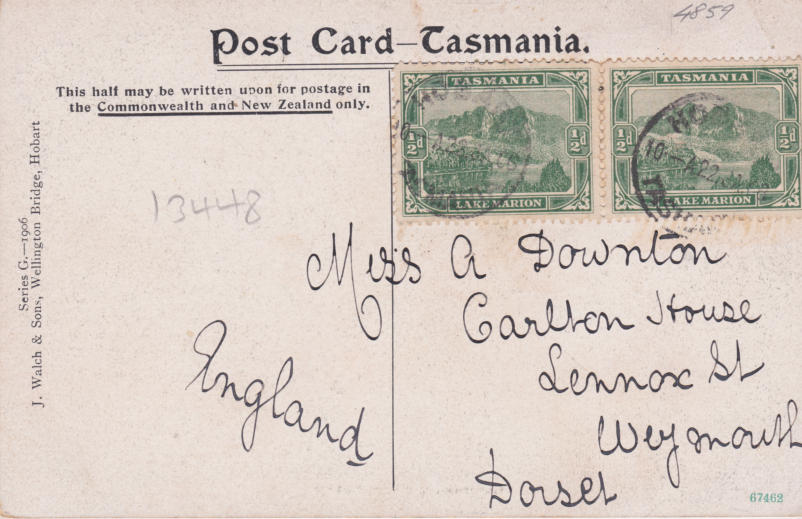 4859
Post Card–Tasmania.
This half may be written upon for postage in
the Commonwealth and New Zealand only.
TASMANIA
½d
½d
LAKE MARION
TASMANIA
½d
½d
LAKE MARION
13448
Miss A Downton
Carlton House
Lennox St
Weymouth
Dorset
England
Series G.—1906
J. Walch & Sons, Wellington Bridge, Hobart
67462